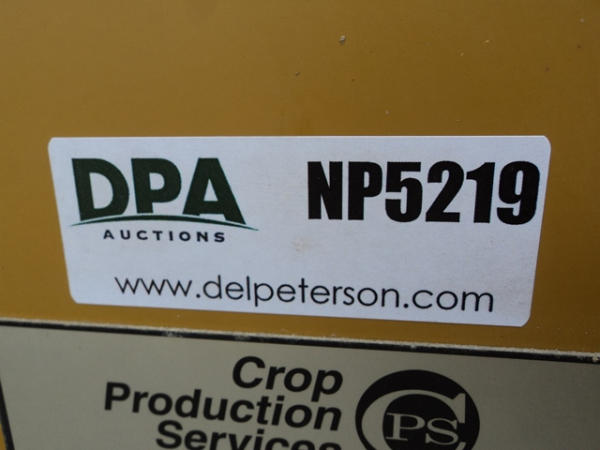 DPA
AUCTIONS
NP5219
www.delpeterson.com
Crop
Production
Services
CPS